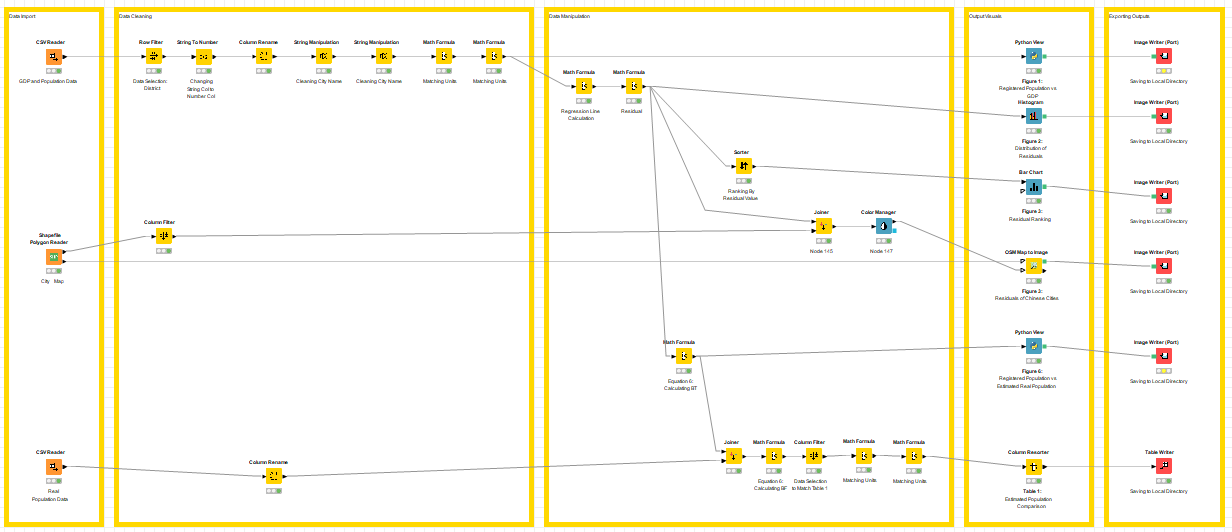 Data Import
CSV Reader
GDP and Population Data
Shapefile
Polygon Reader
City Map
CSV Reader
Real
Population Data
Data Cleaning
Row Filter
Data Selection:
District
String To Number
Changing
String Col to
Number Col
Column Rename
String Manipulation
Cleaning City Name
String Manipulation
Cleaning City Name
Math Formula
Matching Units
Math Formula
Matching Units
Column Filter
Column Rename
Data Manipulation
Math Formula
Regression Line
Calculation
Math Formula
Residual
Sorter
Ranking By
Residual Value
Joiner
Node 145
Color Manager
Node 147
Math Formula
Equation 6:
Calculating BT
Joiner
Math Formula
Equation 6:
Calculating BF
Column Filter
Data Selection
to Match Table 1
Math Formula
Matching Units
Math Formula
Matching Units
Output Visuals
Python View
Figure 1:
Registered Population vs
GDP
Histogram
Figure 2:
Distribution of
Residuals
Bar Chart
Residual Ranking
OSM Map to Image
Residuals of Chinese Cities
Python View
Registered Population vs
Estimated Real Population
Column Resorter
Table 1:
Estimated Population
Comparison
Exporting Outputs
Image Writer (Port)
Saving to Local Directory
Image Writer (Port)
Saving to Local Directory
Image Writer (Port)
Saving to Local Directory
Image Writer (Port)
Saving to Local Directory
Image Writer (Port)
Saving to Local Directory
Table Writer
Saving to Local Directory